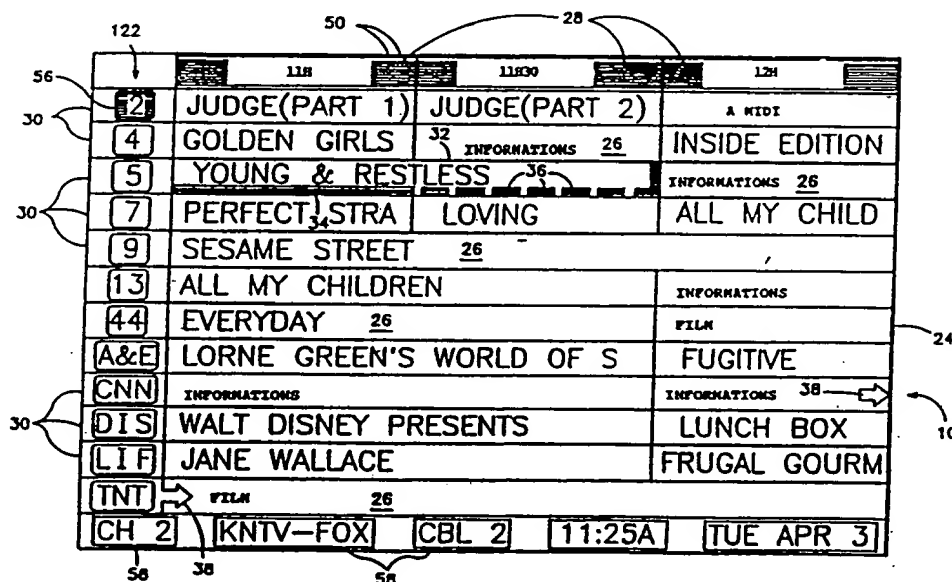 50 28
122
11H 11H30 12H
56 2 JUDGE(PART 1) JUDGE(PART 2) A MIDI
30 4 GOLDEN GIRLS 32 INFORMATIONS 26 INSIDE EDITION
5 YOUNG & RESTLESS 36 INFORMATIONS 26
30 7 PERFECT STRA 34 LOVING ALL MY CHILD
9 SESAME STREET 26
13 ALL MY CHILDREN INFORMATIONS
44 EVERYDAY 26 FILM 24
A&E LORNE GREEN'S WORLD OF S FUGITIVE
CNN INFORMATIONS INFORMATIONS 38 10
30 DIS WALT DISNEY PRESENTS LUNCH BOX
LIF JANE WALLACE FRUGAL GOURM
TNT FILM 26
CH 2 KNTV-FOX CBL 2 11:25A TUE APR 3
58 38 58